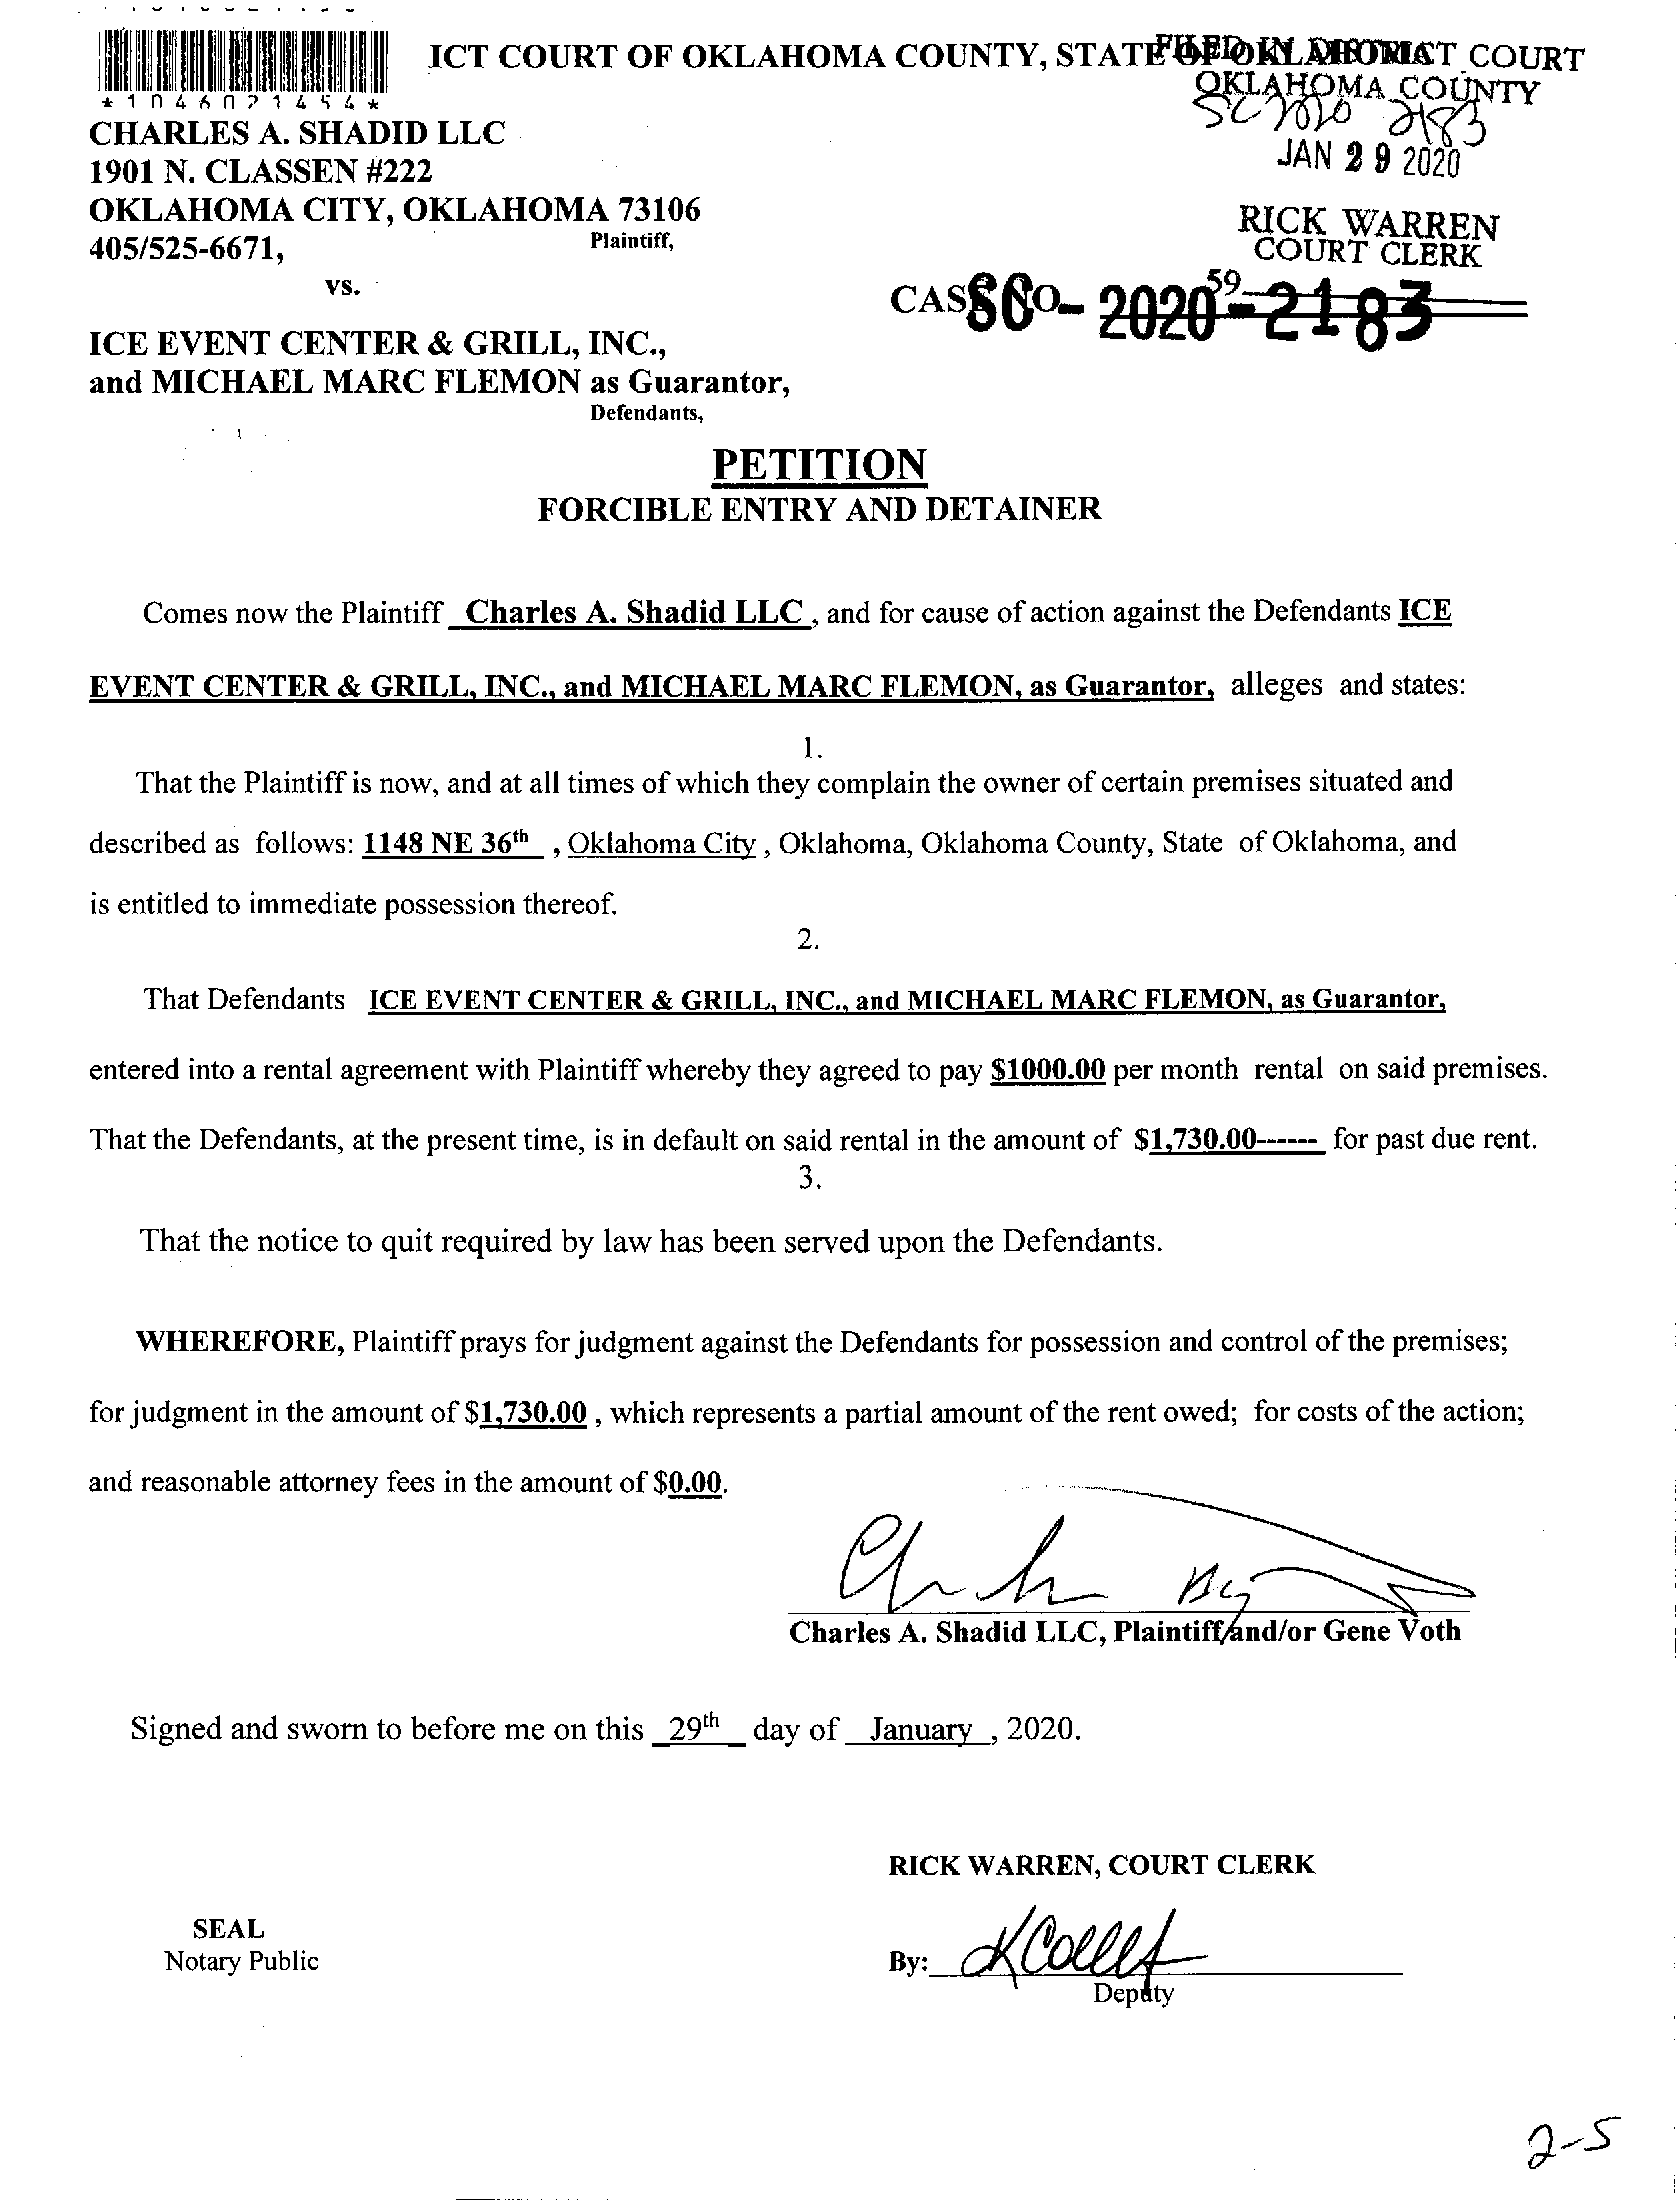 ICT COURT OF OKLAHOMA COUNTY, STATE OF OKLAHOMA
FILED IN DISTRICT COURT
OKLAHOMA COUNTY
*1046021454*
SC 2020 2183
CHARLES A. SHADID LLC
JAN 29 2020
1901 N. CLASSEN #222
OKLAHOMA CITY, OKLAHOMA 73106
RICK WARREN
405/525-6671, Plaintiff,
COURT CLERK
vs.
59
CASE NO.
SC - 2020 - 2183
ICE EVENT CENTER & GRILL, INC.,
and MICHAEL MARC FLEMON as Guarantor,
Defendants,
PETITION
FORCIBLE ENTRY AND DETAINER
Comes now the Plaintiff Charles A. Shadid LLC , and for cause of action against the Defendants ICE
EVENT CENTER & GRILL, INC., and MICHAEL MARC FLEMON, as Guarantor, alleges and states:
1.
That the Plaintiff is now, and at all times of which they complain the owner of certain premises situated and
described as follows: 1148 NE 36th , Oklahoma City , Oklahoma, Oklahoma County, State of Oklahoma, and
is entitled to immediate possession thereof.
2.
That Defendants ICE EVENT CENTER & GRILL, INC., and MICHAEL MARC FLEMON, as Guarantor,
entered into a rental agreement with Plaintiff whereby they agreed to pay $1000.00 per month rental on said premises.
That the Defendants, at the present time, is in default on said rental in the amount of $1,730.00------ for past due rent.
3.
That the notice to quit required by law has been served upon the Defendants.
WHEREFORE, Plaintiff prays for judgment against the Defendants for possession and control of the premises;
for judgment in the amount of $1,730.00 , which represents a partial amount of the rent owed; for costs of the action;
and reasonable attorney fees in the amount of $0.00.
Charles A. Shadid LLC, Plaintiff/and/or Gene Voth
Signed and sworn to before me on this 29th day of January , 2020.
RICK WARREN, COURT CLERK
SEAL
Notary Public
By:
Deputy
2-5